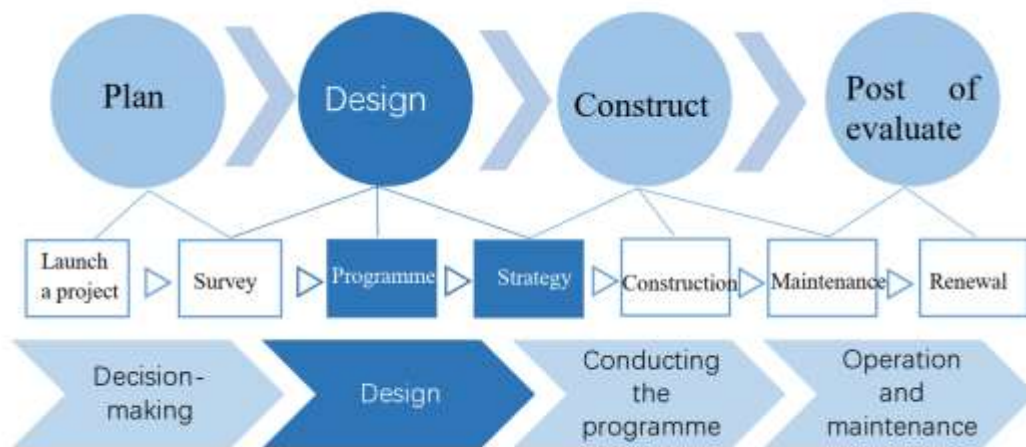 Plan
Design
Construct
Post of
evaluate
Launch
a project
Survey
Programme
Strategy
Construction
Maintenance
Renewal
Decision-
making
Design
Conducting
the
programme
Operation
and
maintenance